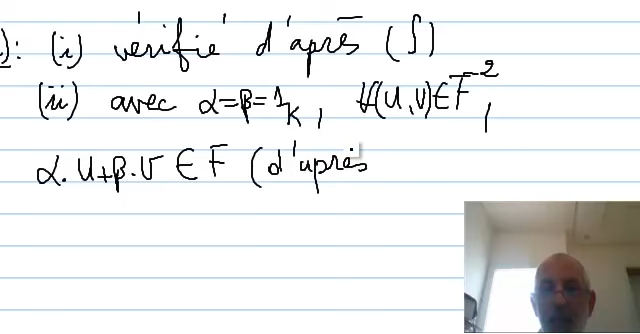 ): (i) vérifié d'après (∫)
(ii) avec α=β=1_K, ∀(u,v)∈F²,
α.u+β.v ∈ F (d'après